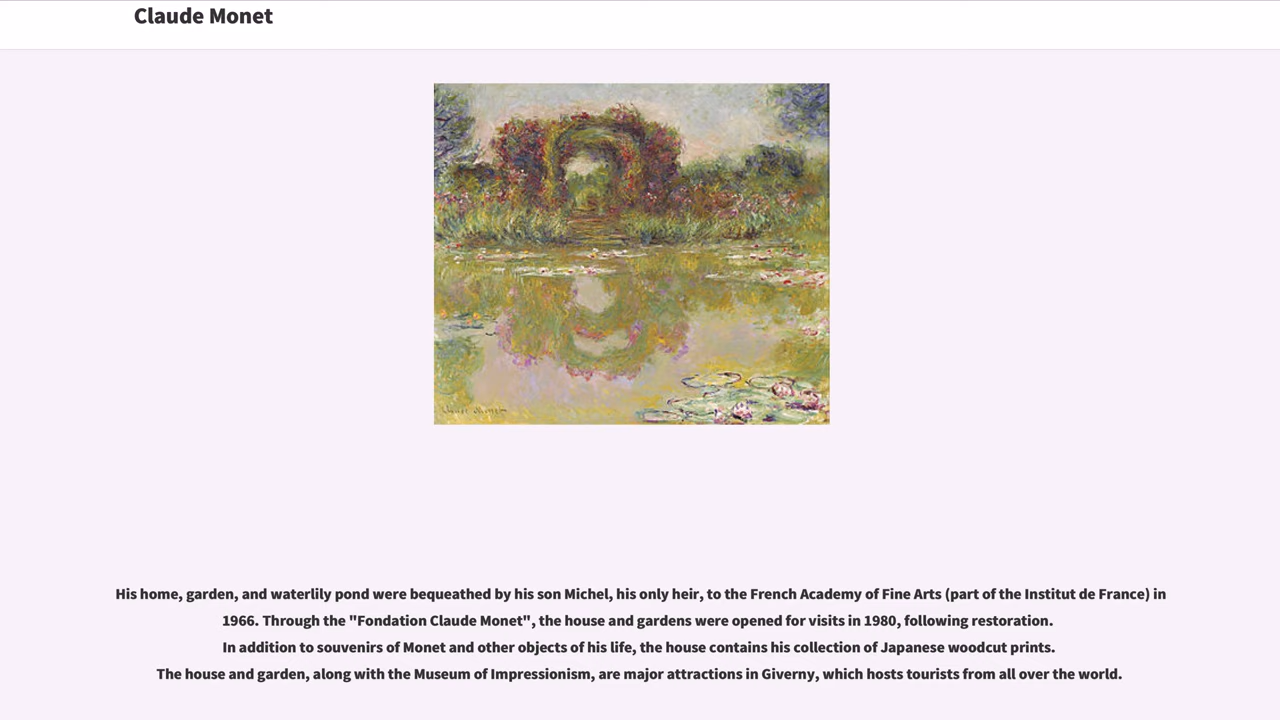 Claude Monet
His home, garden, and waterlily pond were bequeathed by his son Michel, his only heir, to the French Academy of Fine Arts (part of the Institut de France) in
1966. Through the "Fondation Claude Monet", the house and gardens were opened for visits in 1980, following restoration.
In addition to souvenirs of Monet and other objects of his life, the house contains his collection of Japanese woodcut prints.
The house and garden, along with the Museum of Impressionism, are major attractions in Giverny, which hosts tourists from all over the world.